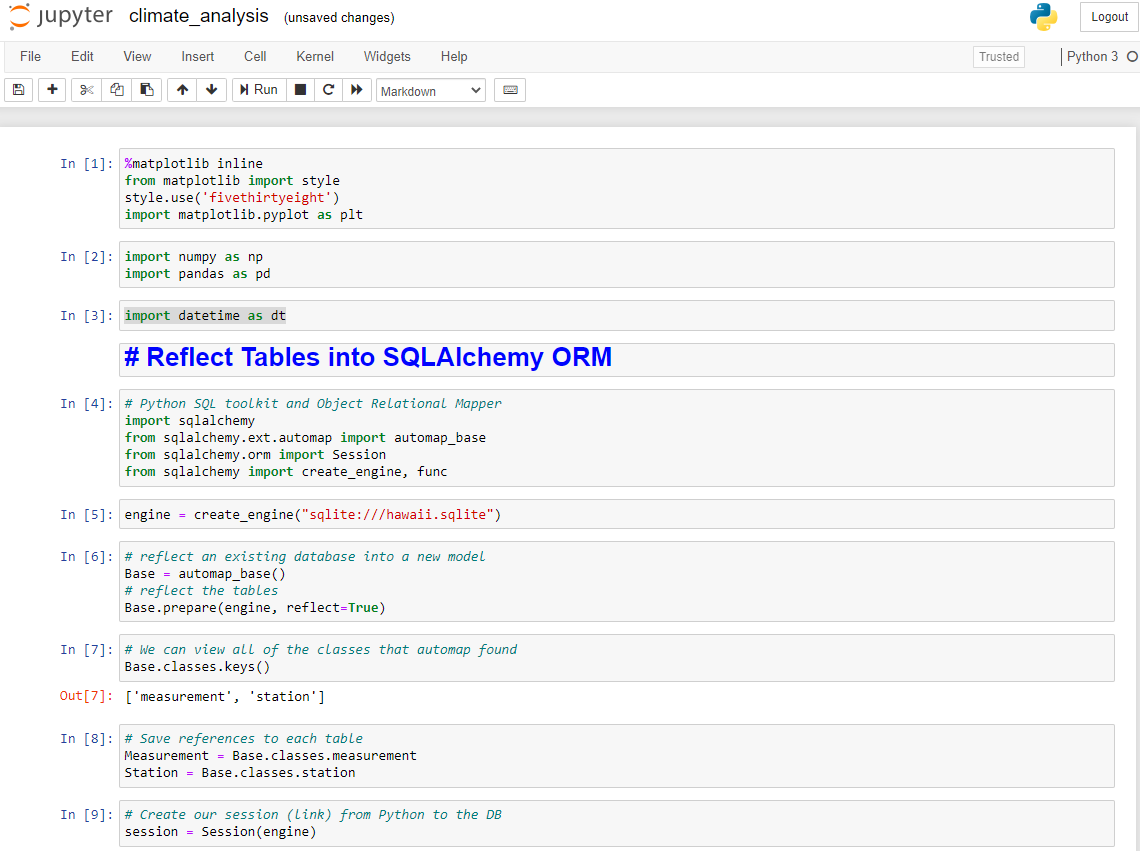 jupyter climate_analysis (unsaved changes) Logout
File Edit View Insert Cell Kernel Widgets Help Trusted Python 3
Run Markdown
In [1]: %matplotlib inline
from matplotlib import style
style.use('fivethirtyeight')
import matplotlib.pyplot as plt
In [2]: import numpy as np
import pandas as pd
In [3]: import datetime as dt
# Reflect Tables into SQLAlchemy ORM
In [4]: # Python SQL toolkit and Object Relational Mapper
import sqlalchemy
from sqlalchemy.ext.automap import automap_base
from sqlalchemy.orm import Session
from sqlalchemy import create_engine, func
In [5]: engine = create_engine("sqlite:///hawaii.sqlite")
In [6]: # reflect an existing database into a new model
Base = automap_base()
# reflect the tables
Base.prepare(engine, reflect=True)
In [7]: # We can view all of the classes that automap found
Base.classes.keys()
Out[7]: ['measurement', 'station']
In [8]: # Save references to each table
Measurement = Base.classes.measurement
Station = Base.classes.station
In [9]: # Create our session (link) from Python to the DB
session = Session(engine)